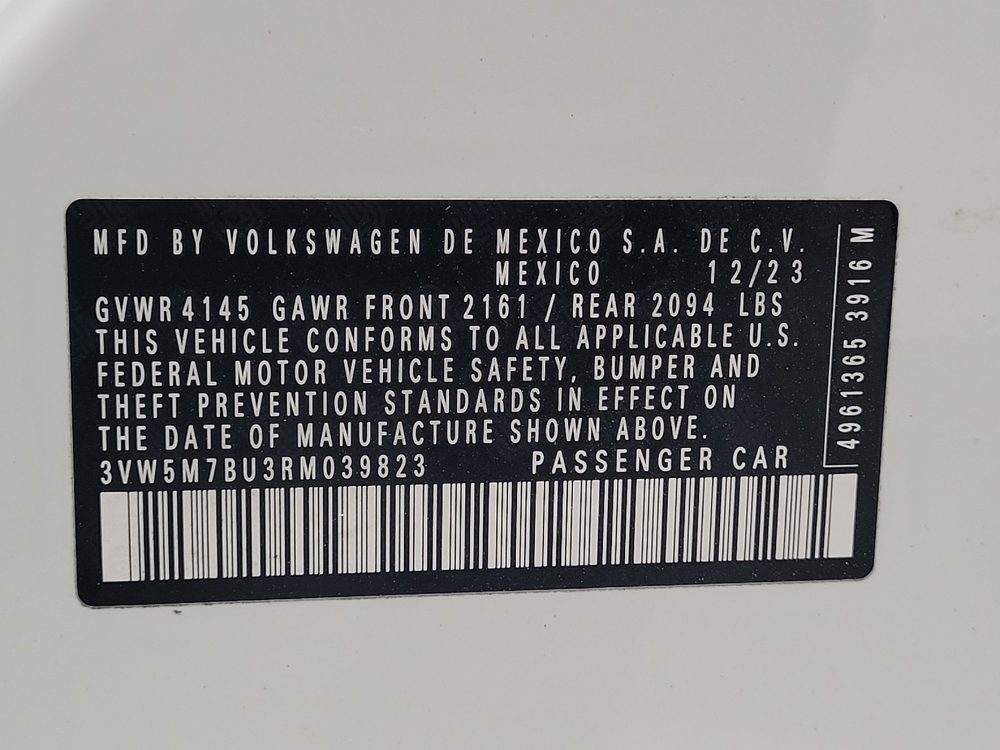 MFD BY VOLKSWAGEN DE MEXICO S.A. DE C.V.
MEXICO 12/23
GVWR 4145 GAWR FRONT 2161 / REAR 2094 LBS
THIS VEHICLE CONFORMS TO ALL APPLICABLE U.S.
FEDERAL MOTOR VEHICLE SAFETY, BUMPER AND
THEFT PREVENTION STANDARDS IN EFFECT ON
THE DATE OF MANUFACTURE SHOWN ABOVE.
3VW5M7BU3RM039823 PASSENGER CAR
4961365 3916 M